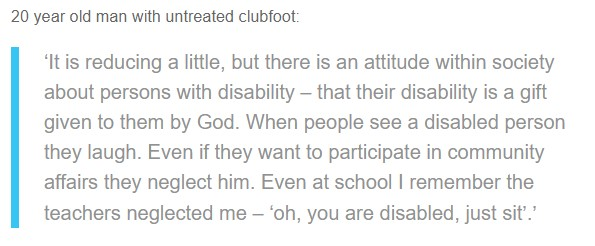 20 year old man with untreated clubfoot:
‘It is reducing a little, but there is an attitude within society
about persons with disability – that their disability is a gift
given to them by God. When people see a disabled person
they laugh. Even if they want to participate in community
affairs they neglect him. Even at school I remember the
teachers neglected me – ‘oh, you are disabled, just sit’.’